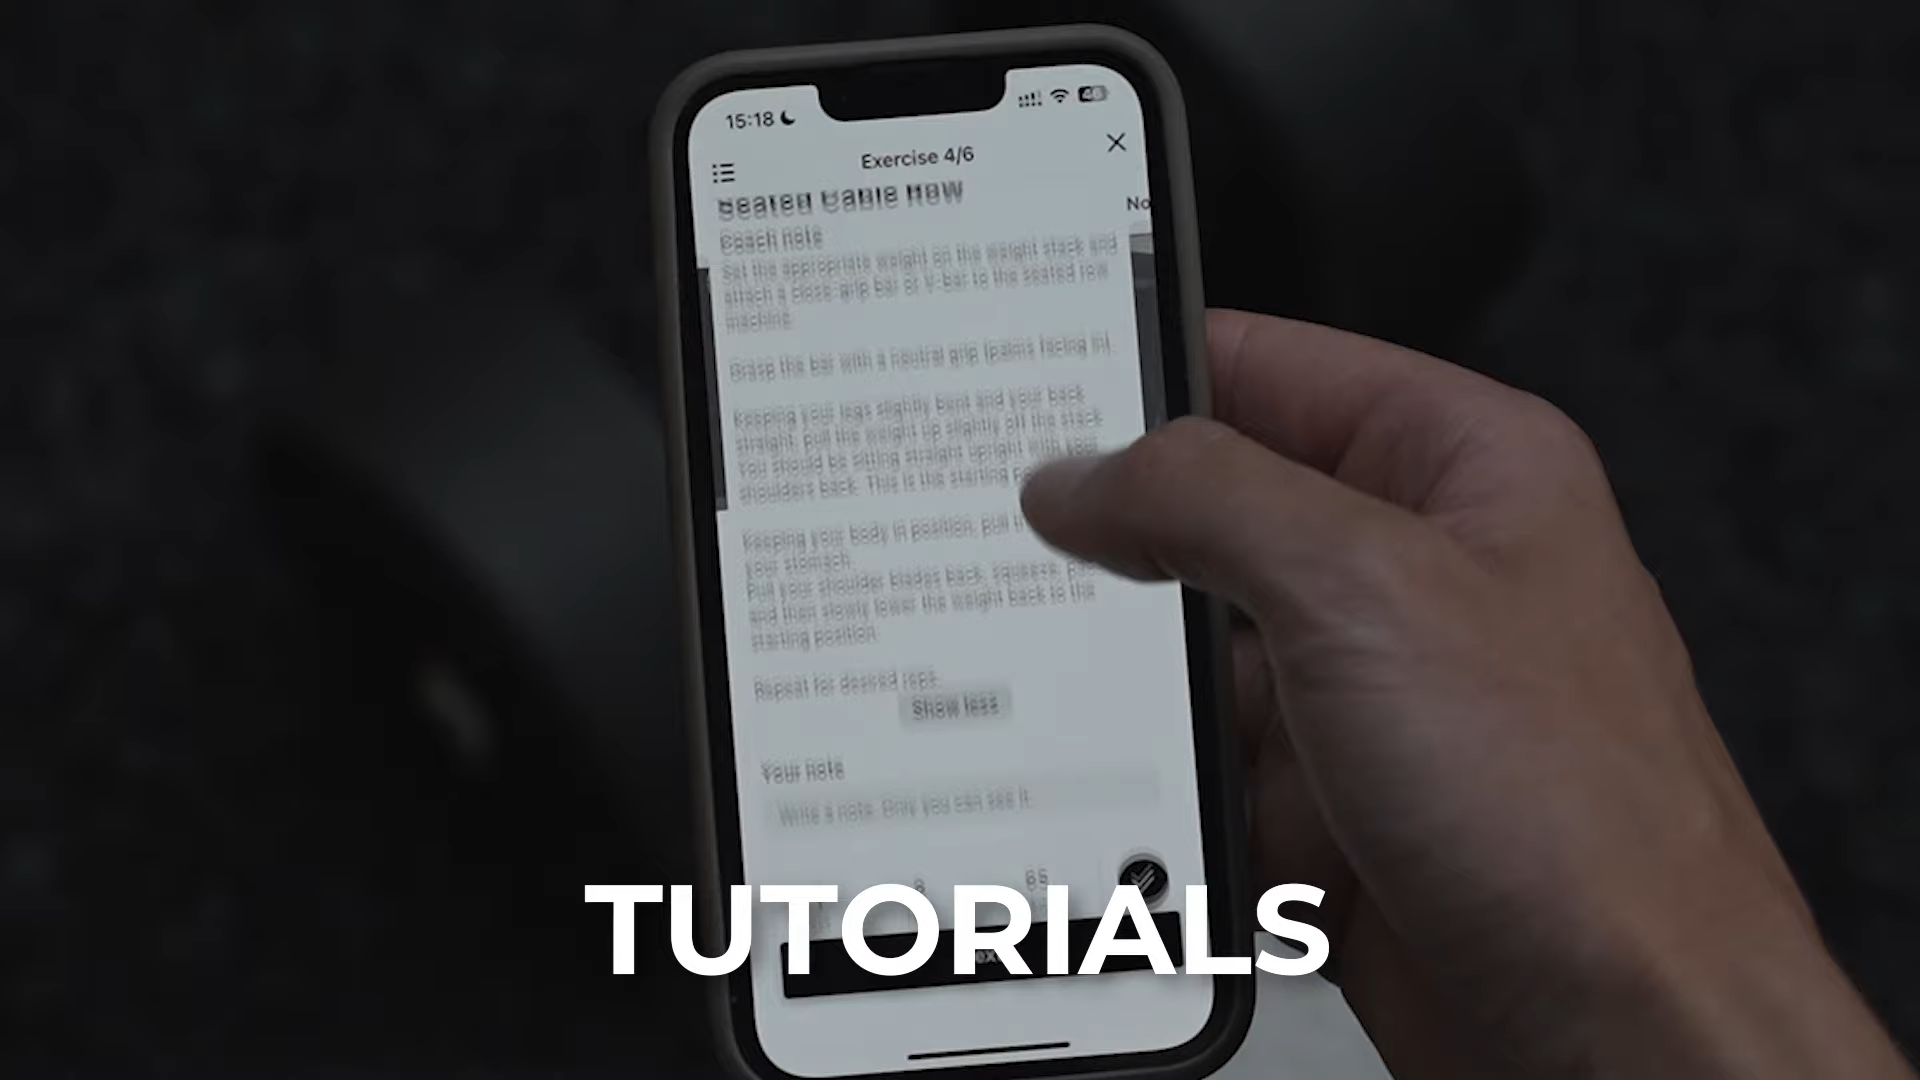 15:18
46
Exercise 4/6
Seated Cable Row
No
Coach note
Set the appropriate weight on the weight stack and
attach a close-grip bar or V-bar to the seated row
machine.
Grasp the bar with a neutral grip (palms facing in).
Keeping your legs slightly bent and your back
straight, pull the weight up slightly off the stack.
You should be sitting straight upright with your
shoulders back. This is the starting
Keeping your body in position, pull
your stomach.
Pull your shoulder blades back, squeeze,
and then slowly lower the weight back to the
starting position.
Repeat for desired reps.
Show less
Your note
Write a note. Only you can see it.
8 65
TUTORIALS